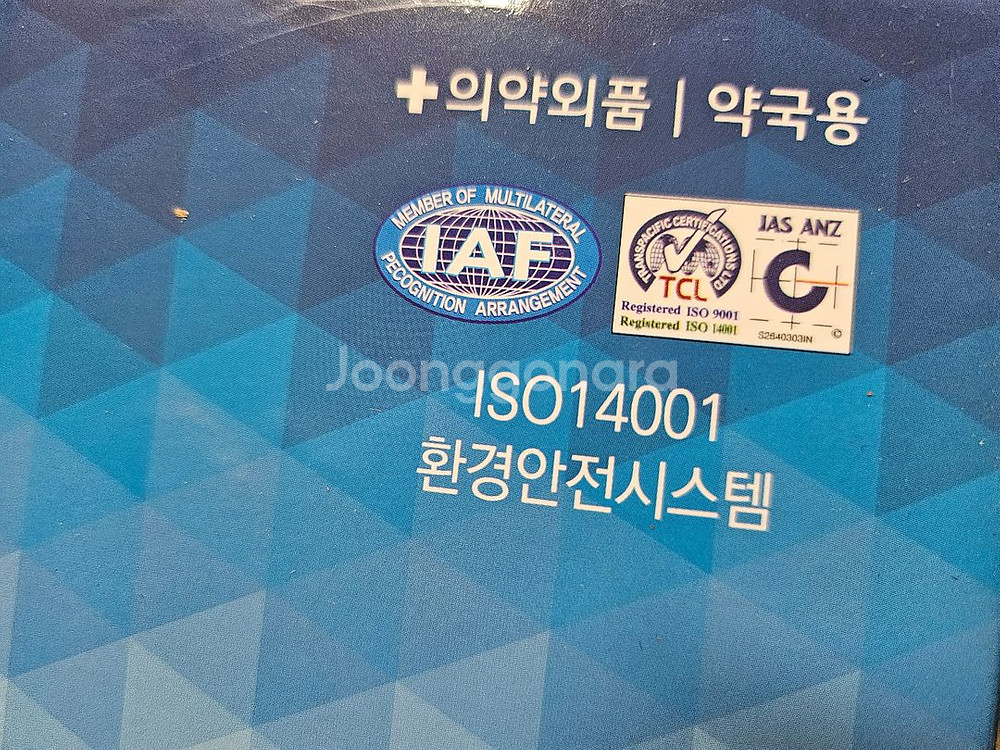 ✚의약외품 | 약국용
MEMBER OF MULTILATERAL
IAF
PECOGNITION ARRANGEMENT
TRANSPACIFIC CERTIFICATIONS LTD
TCL
Registered ISO 9001
Registered ISO 14001
JAS ANZ
C
S2640303IN ©
Joonggonara
ISO14001
환경안전시스템